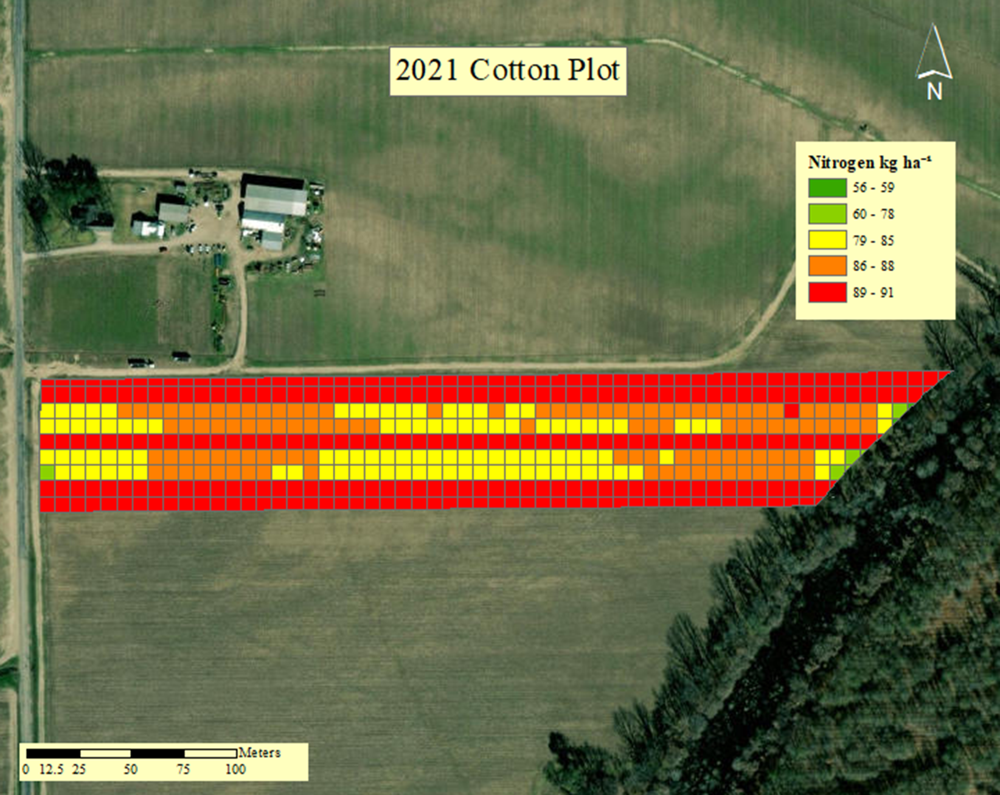 2021 Cotton Plot
N
Nitrogen kg ha⁻¹
56 - 59
60 - 78
79 - 85
86 - 88
89 - 91
Meters
0 12.5 25 50 75 100